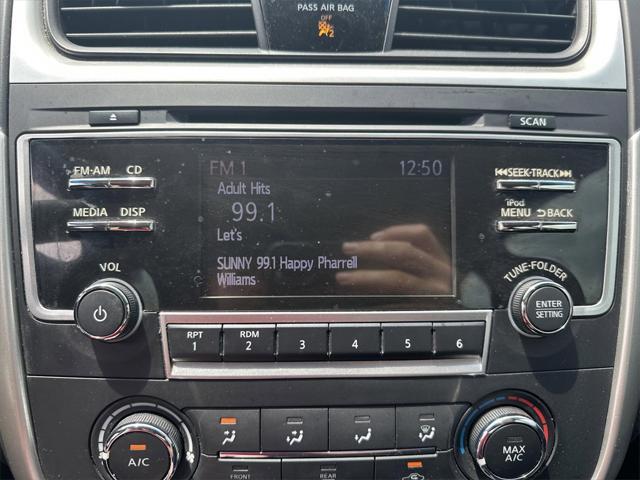 PASS AIR BAG
OFF
2
SCAN
FM 1 12:50
FM·AM CD
Adult Hits
SEEK·TRACK
99.1
iPod
MEDIA DISP
MENU BACK
Let's
SUNNY 99.1 Happy Pharrell
Williams
VOL
TUNE·FOLDER
ENTER
SETTING
RPT
1
RDM
2
3
4
5
6
A/C
MAX
A/C
FRONT
REAR